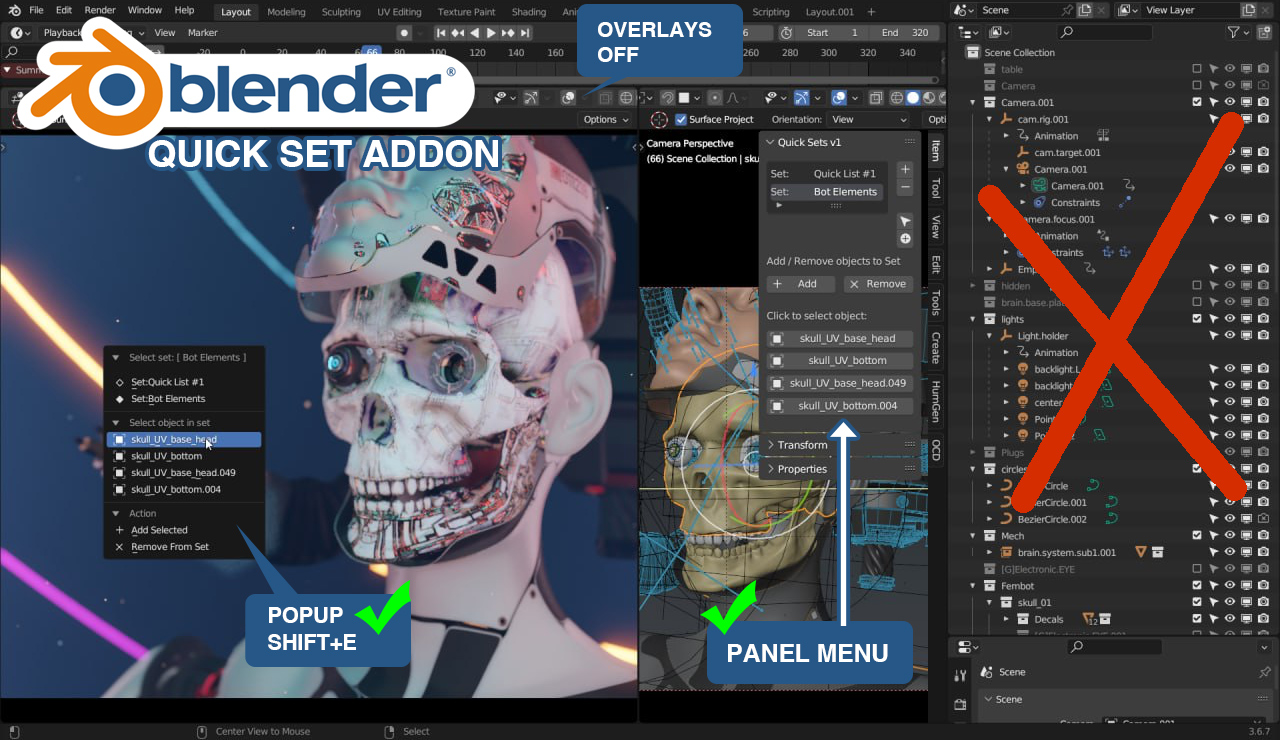 File
Edit
Render
Window
Help
Layout
Modeling
Sculpting
UV Editing
Texture Paint
Shading
Scripting
Layout.001
+
Scene
View Layer
Playback
View
Marker
Start 1
End 320
-20
0
20
40
66
80
100
120
140
160
280
300
320
340
blender®
QUICK SET ADDON
OVERLAYS
OFF
Options
Surface Project
Orientation:
View
Camera Perspective
(66) Scene Collection | sku
Quick Sets v1
Set: Quick List #1
Set: Bot Elements
Add / Remove objects to Set
Add
Remove
Click to select object:
skull_UV_base_head
skull_UV_bottom
skull_UV_base_head.049
skull_UV_bottom.004
Transform
Properties
Item
Tool
View
Edit
Tools
Create
HumGen
OCD
Select set: [ Bot Elements ]
Set:Quick List #1
Set:Bot Elements
Select object in set
skull_UV_base_head
skull_UV_bottom
skull_UV_base_head.049
skull_UV_bottom.004
Action
Add Selected
Remove From Set
POPUP
SHIFT+E
PANEL MENU
Scene Collection
table
Camera
Camera.001
cam.rig.001
Animation
cam.target.001
Camera.001
Camera.001
Constraints
amera.focus.001
Animation
straints
Emp
hidden
brain.base.pla
lights
Light.holder
Animation
backlight.L
backlight
center
Point
Plugs
circles
Circle
zierCircle.001
BezierCircle.002
Mech
brain.system.sub1.001
[G]Electronic.EYE
Fembot
skull_01
Decals
12
Scene
Scene
Camera.001
Center View to Mouse
Select
3.6.7